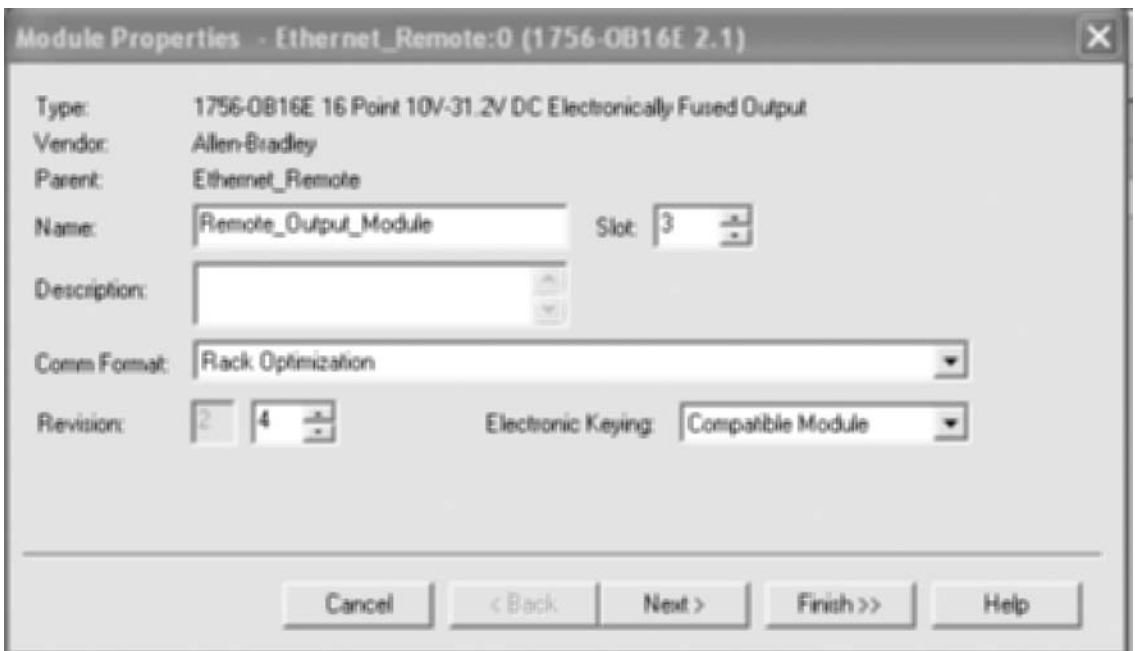 Module Properties - Ethernet_Remote:0 (1756-OB16E 2.1)
Type: 1756-OB16E 16 Point 10V-31.2V DC Electronically Fused Output
Vendor: Allen-Bradley
Parent: Ethernet_Remote
Name: Remote_Output_Module Slot: 3
Description:
Comm Format: Rack Optimization
Revision: 2 4 Electronic Keying: Compatible Module
Cancel < Back Next > Finish >> Help